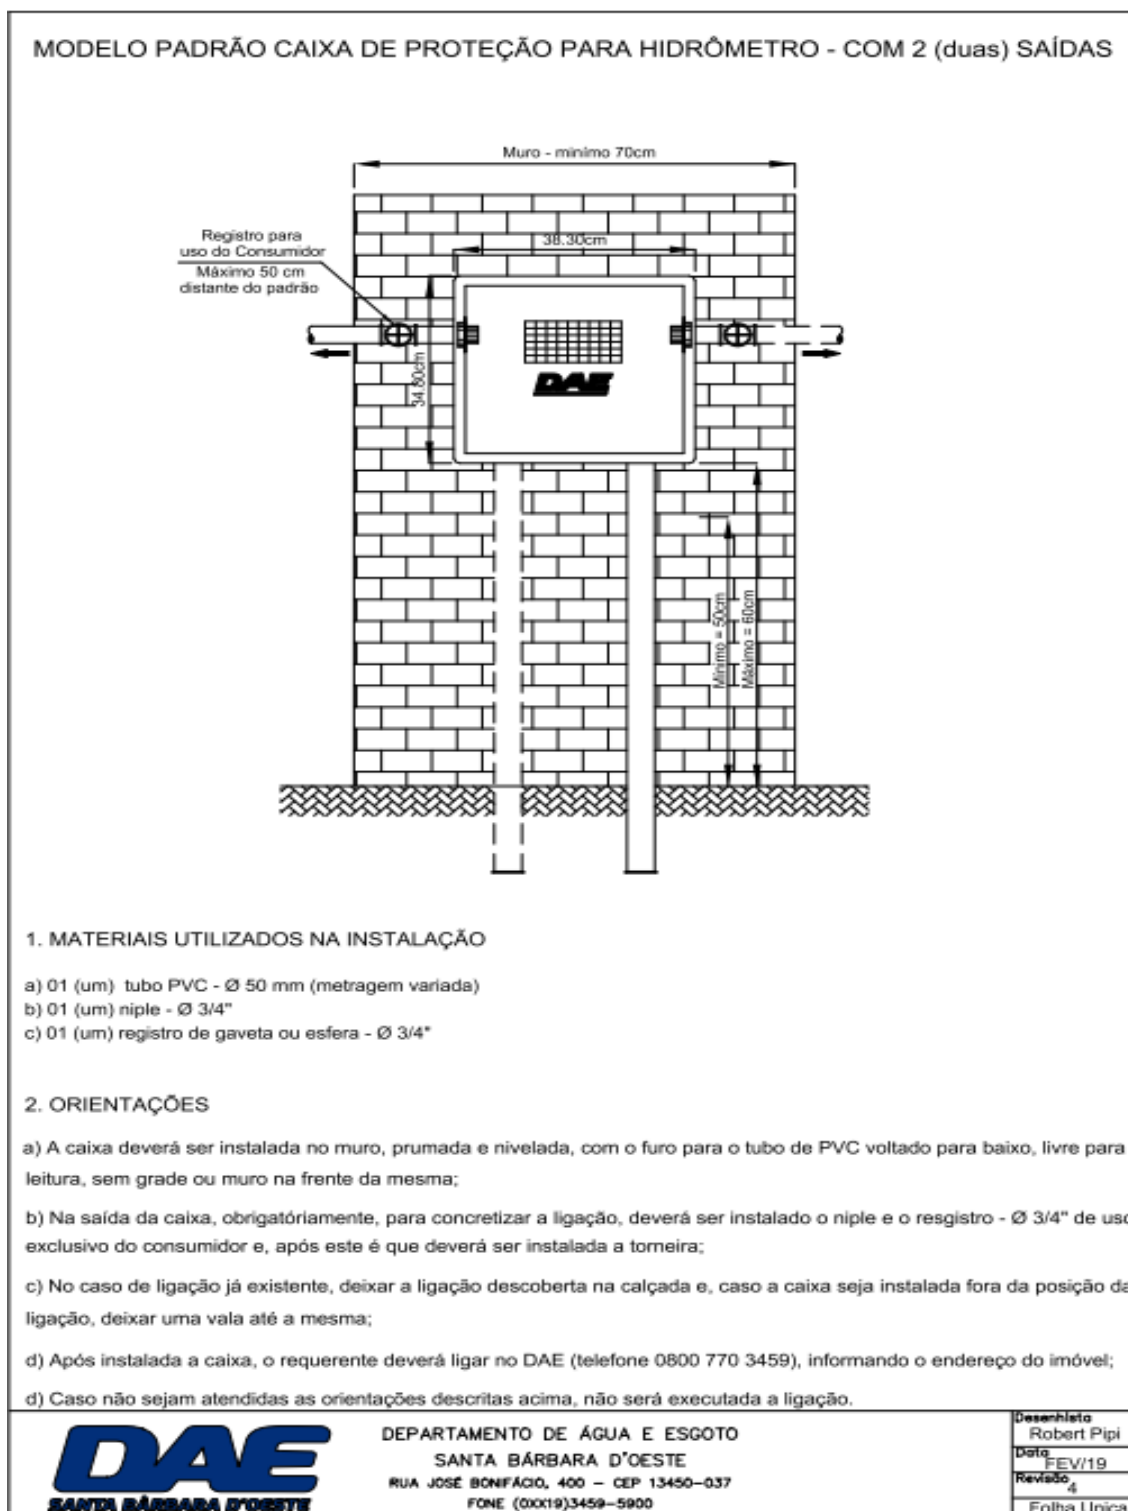 MODELO PADRÃO CAIXA DE PROTEÇÃO PARA HIDRÔMETRO - COM 2 (duas) SAÍDAS
Muro - minímo 70cm
Registro para
uso do Consumidor
Máximo 50 cm
distante do padrão
38.30cm
34.60cm
DAE
Mínimo = 50cm
Máximo = 60cm
1. MATERIAIS UTILIZADOS NA INSTALAÇÃO
a) 01 (um) tubo PVC - Ø 50 mm (metragem variada)
b) 01 (um) niple - Ø 3/4"
c) 01 (um) registro de gaveta ou esfera - Ø 3/4"
2. ORIENTAÇÕES
a) A caixa deverá ser instalada no muro, prumada e nivelada, com o furo para o tubo de PVC voltado para baixo, livre para
leitura, sem grade ou muro na frente da mesma;
b) Na saída da caixa, obrigatóriamente, para concretizar a ligação, deverá ser instalado o niple e o resgistro - Ø 3/4" de uso
exclusivo do consumidor e, após este é que deverá ser instalada a torneira;
c) No caso de ligação já existente, deixar a ligação descoberta na calçada e, caso a caixa seja instalada fora da posição da
ligação, deixar uma vala até a mesma;
d) Após instalada a caixa, o requerente deverá ligar no DAE (telefone 0800 770 3459), informando o endereço do imóvel;
d) Caso não sejam atendidas as orientações descritas acima, não será executada a ligação.
DAE
SANTA BÁRBARA D'OESTE
DEPARTAMENTO DE ÁGUA E ESGOTO
SANTA BÁRBARA D'OESTE
RUA JOSÉ BONIFÁCIO, 400 - CEP 13450-037
FONE (0XX19)3459-5900
Desenhista
Robert Pipi
Data
FEV/19
Revisão
4
Folha Unica